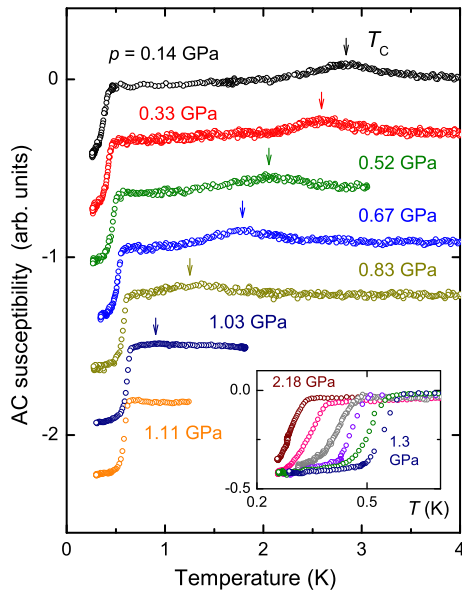 p = 0.14 GPa
T_C
0
0.33 GPa
0.52 GPa
0.67 GPa
-1
0.83 GPa
1.03 GPa
1.11 GPa
-2
AC susceptibility (arb. units)
0.0
2.18 GPa
1.3
GPa
-0.5
0.2
0.5
T (K)
0
1
2
3
4
Temperature (K)